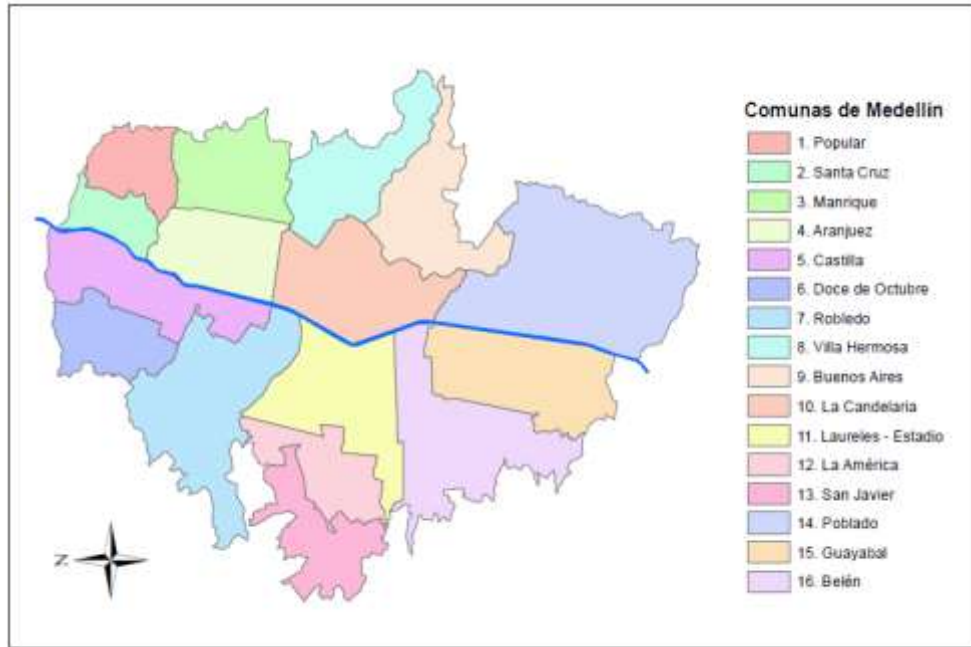 Comunas de Medellín
1. Popular
2. Santa Cruz
3. Manrique
4. Aranjuez
5. Castilla
6. Doce de Octubre
7. Robledo
8. Villa Hermosa
9. Buenos Aires
10. La Candelaria
11. Laureles - Estadio
12. La América
13. San Javier
14. Poblado
15. Guayabal
16. Belén
N